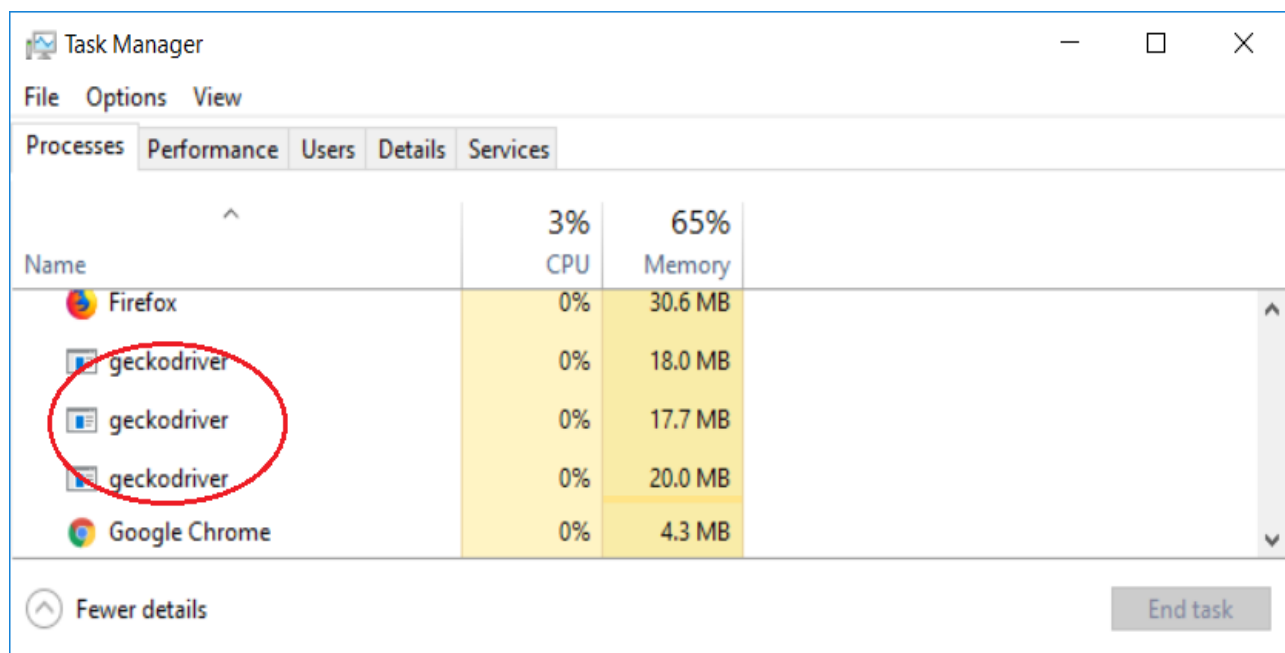 Task Manager
File Options View
Processes Performance Users Details Services
3% 65%
Name CPU Memory
Firefox 0% 30.6 MB
geckodriver 0% 18.0 MB
geckodriver 0% 17.7 MB
geckodriver 0% 20.0 MB
Google Chrome 0% 4.3 MB
Fewer details End task